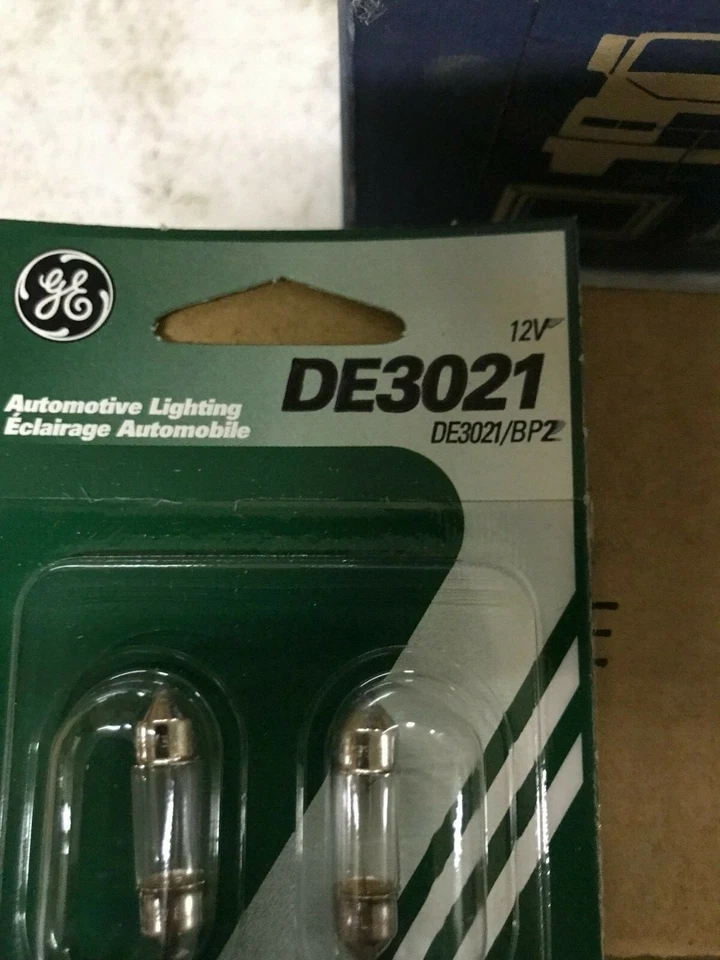 GE
12V
DE3021
DE3021/BP2
Automotive Lighting
Éclairage Automobile